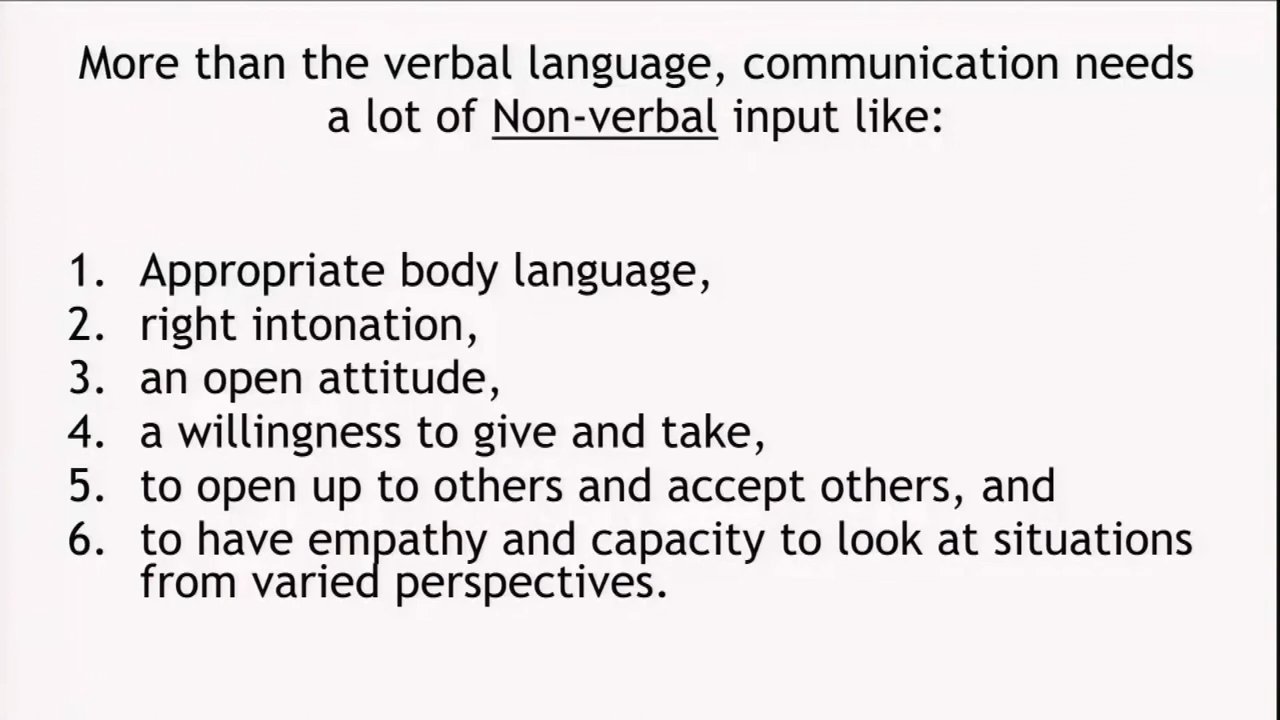 More than the verbal language, communication needs
a lot of Non-verbal input like:
1. Appropriate body language,
2. right intonation,
3. an open attitude,
4. a willingness to give and take,
5. to open up to others and accept others, and
6. to have empathy and capacity to look at situations
from varied perspectives.